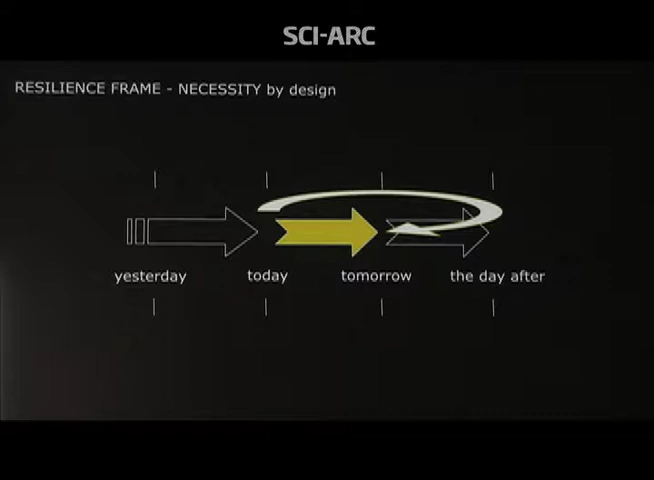 SCI-ARC
RESILIENCE FRAME - NECESSITY by design
yesterday today tomorrow the day after